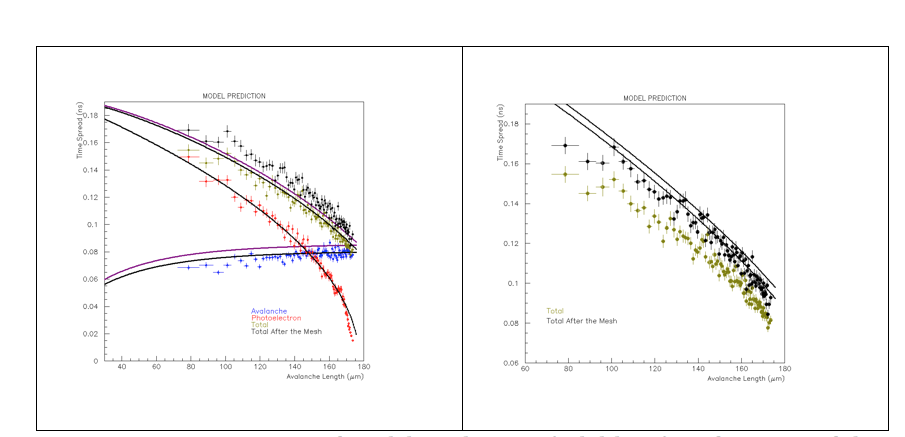 MODEL PREDICTION
Time Spread (ns)
0.18
0.16
0.14
0.12
0.1
0.08
0.06
0.04
0.02
0
Avalanche
Photoelectron
Total
Total After the Mesh
40 60 80 100 120 140 160 180
Avalanche Length (μm)
MODEL PREDICTION
Time Spread (ns)
0.18
0.16
0.14
0.12
0.1
0.08
0.06
Total
Total After the Mesh
60 80 100 120 140 160 180
Avalanche Length (μm)